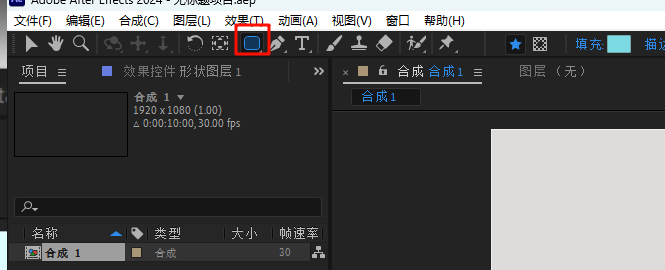 Adobe After Effects 2024 - 无标题项目.aep
文件(F) 编辑(E) 合成(C) 图层(L) 效果(T) 动画(A) 视图(V) 窗口 帮助(H)
填充:
项目 效果控件 形状图层 1 合成 合成 1 图层 (无)
合成 1
合成 1
1920 x 1080 (1.00)
Δ 0:00:10:00, 30.00 fps
名称 类型 大小 帧速率
合成 1 合成 30